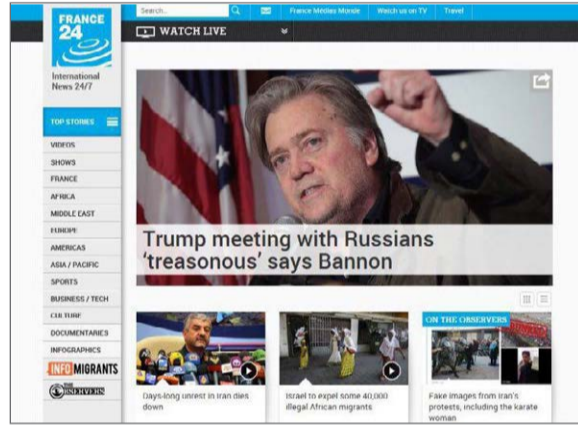 FRANCE
24
International
News 24/7
Search...
France Médias Monde
Watch us on TV
Travel
WATCH LIVE
TOP STORIES
VIDEOS
SHOWS
FRANCE
AFRICA
MIDDLE EAST
EUROPE
AMERICAS
ASIA / PACIFIC
SPORTS
BUSINESS / TECH
CULTURE
DOCUMENTARIES
INFOGRAPHICS
INFO MIGRANTS
THE
OBSERVERS
Trump meeting with Russians
‘treasonous’ says Bannon
Days-long unrest in Iran dies
down
Israel to expel some 40,000
illegal African migrants
ON THE OBSERVERS
Fake images from Iran's
protests, including the karate
woman